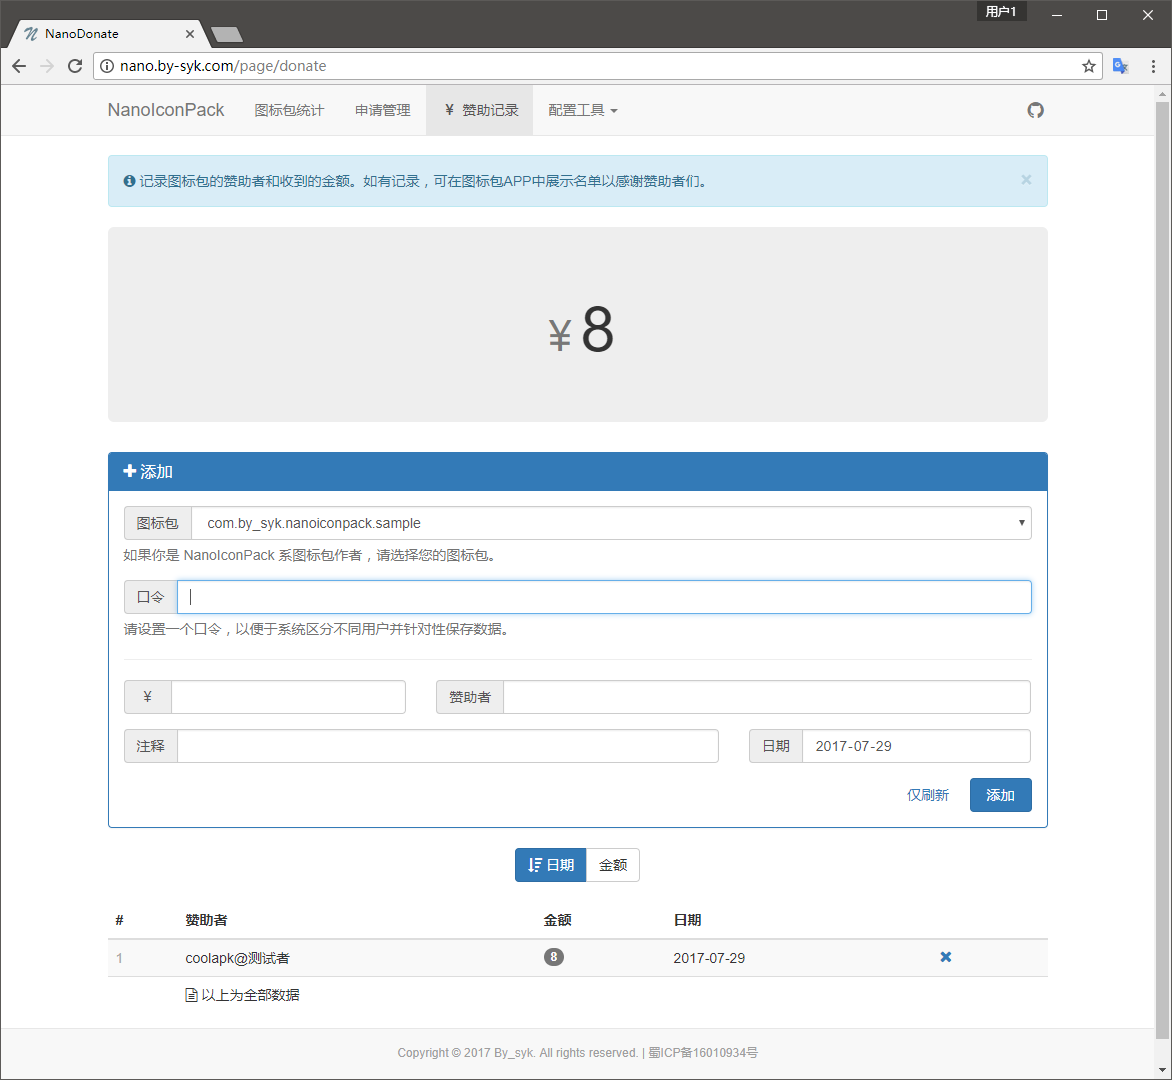 用户1
NanoDonate
nano.by-syk.com/page/donate
NanoIconPack 图标包统计 申请管理 ¥ 赞助记录 配置工具
记录图标包的赞助者和收到的金额。如有记录，可在图标包APP中展示名单以感谢赞助者们。 ×
¥ 8
添加
图标包 com.by_syk.nanoiconpack.sample
如果你是 NanoIconPack 系图标包作者，请选择您的图标包。
口令
请设置一个口令，以便于系统区分不同用户并针对性保存数据。
¥ 赞助者
注释 日期 2017-07-29
仅刷新 添加
日期 金额
# 赞助者 金额 日期
1 coolapk@测试者 8 2017-07-29
以上为全部数据
Copyright © 2017 By_syk. All rights reserved. | 蜀ICP备16010934号